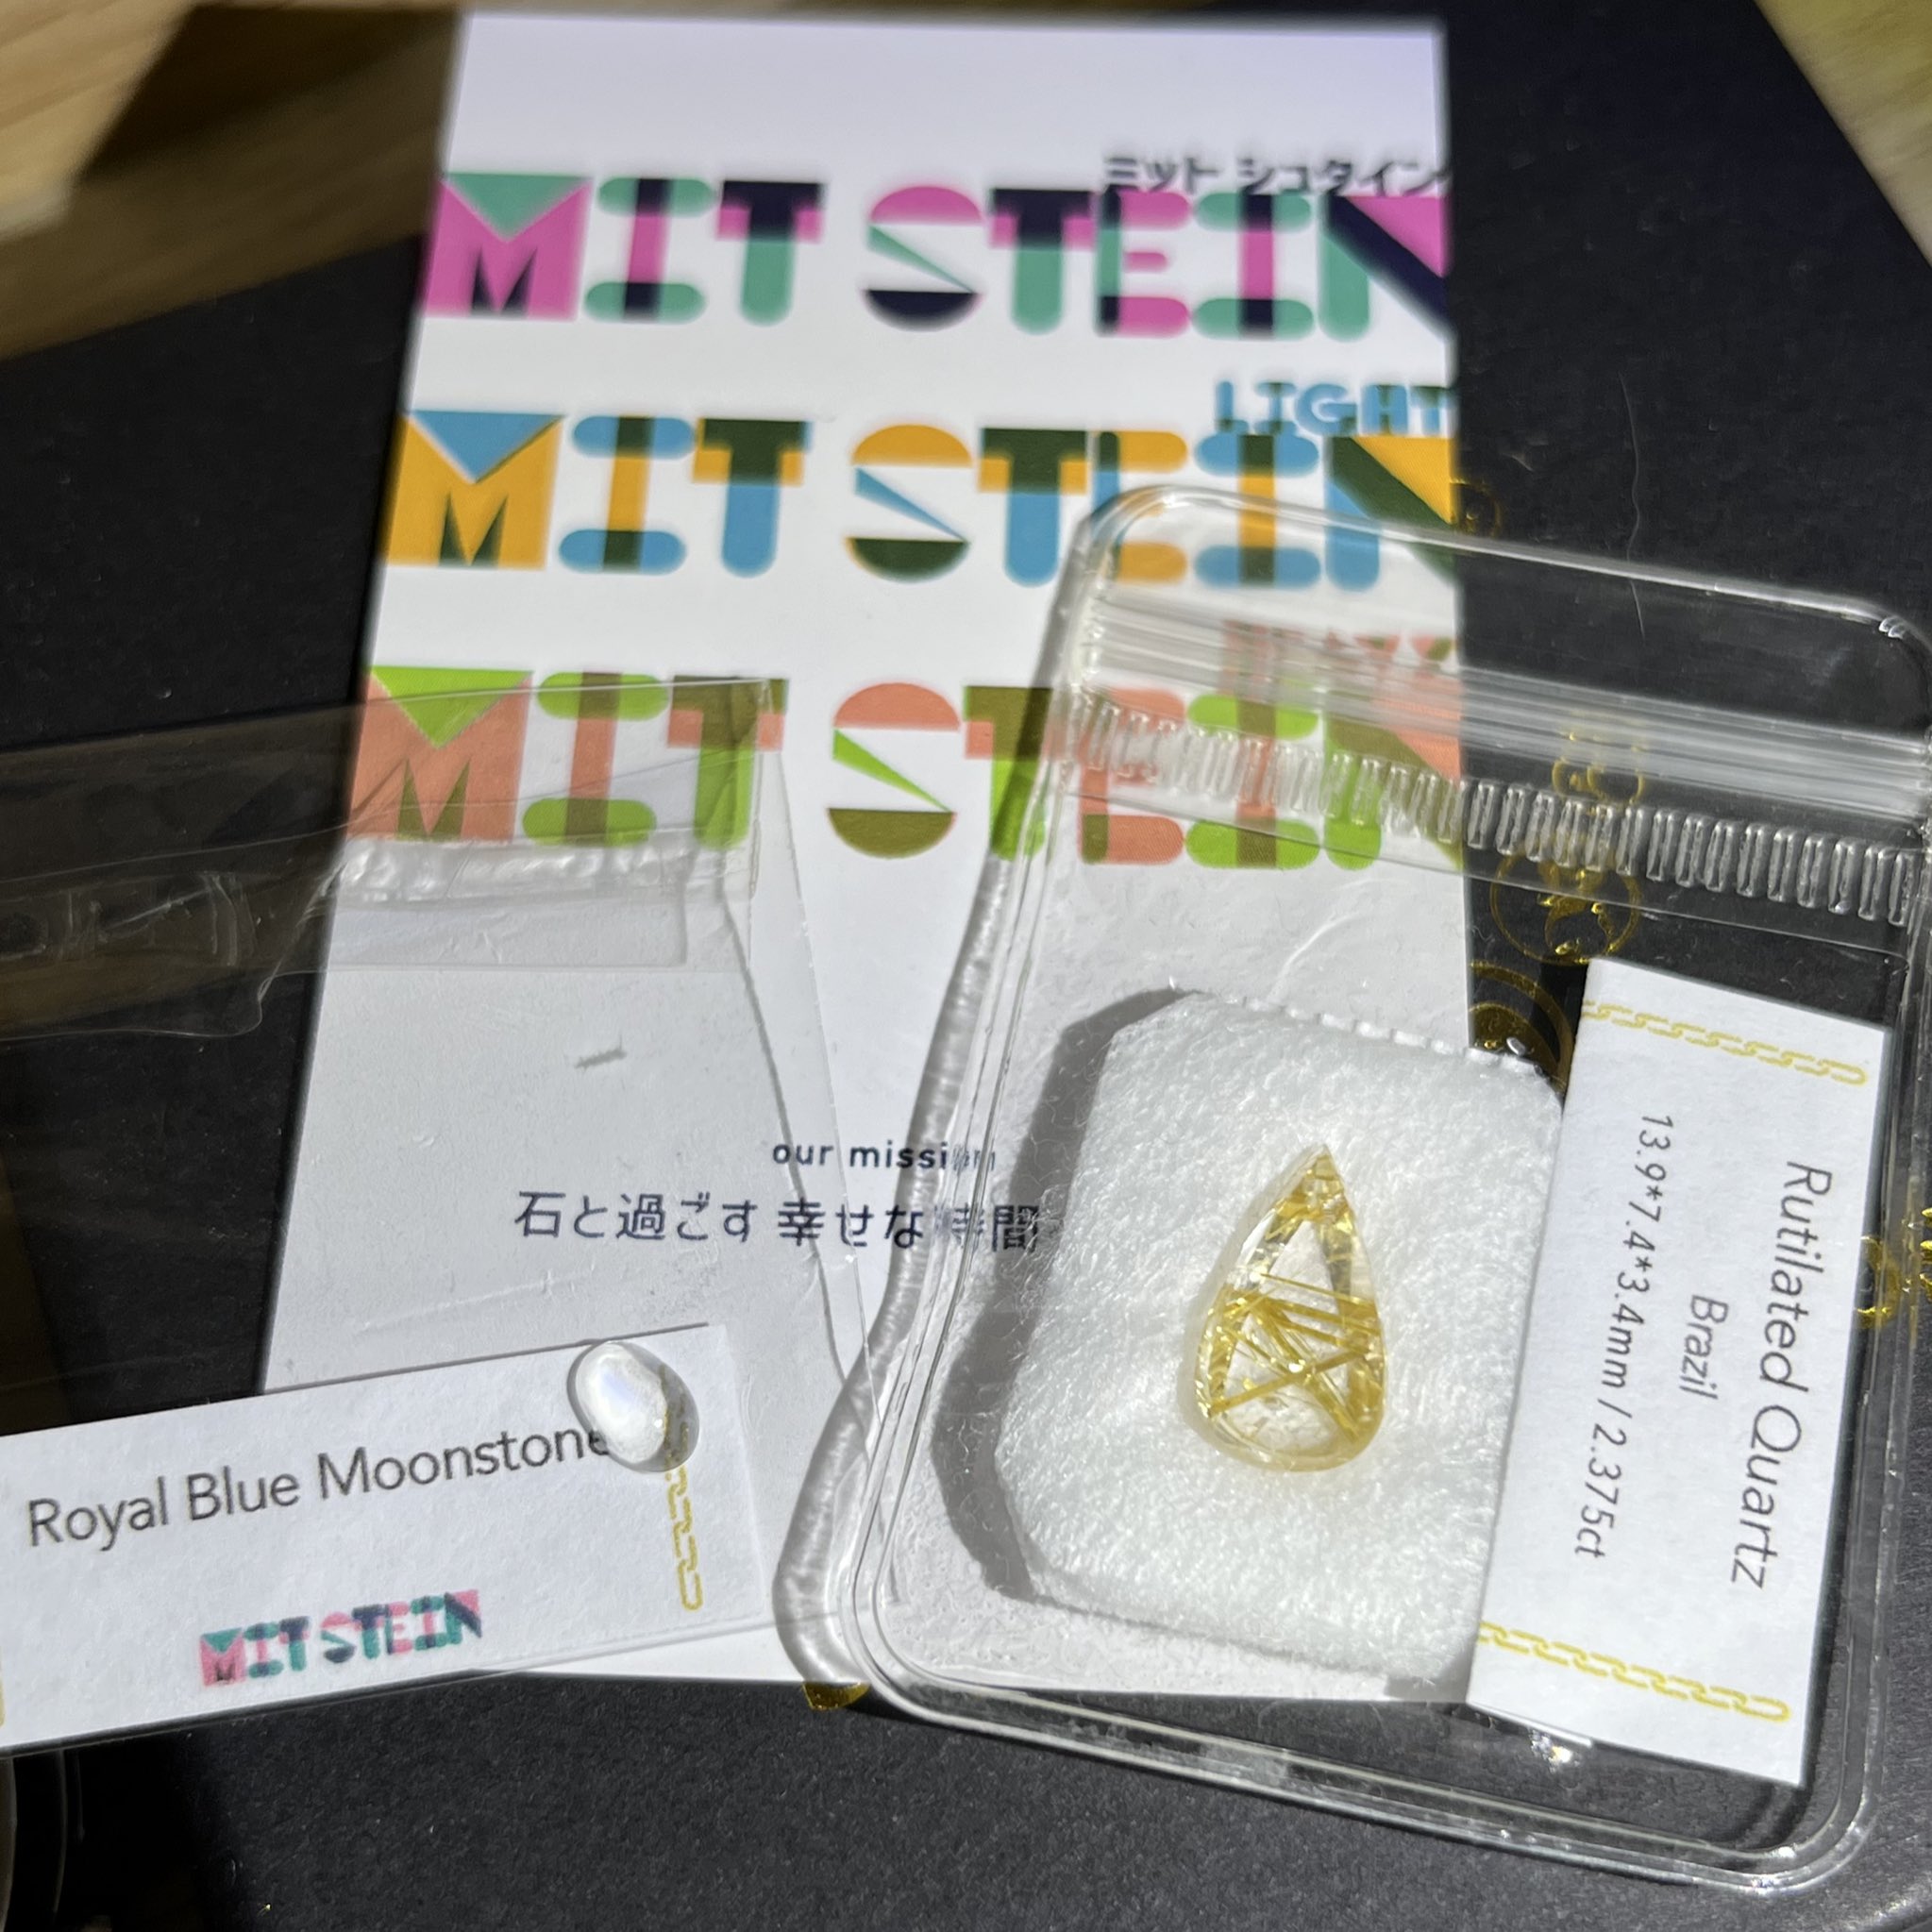 ミット シュタイン
MIT STEIN
LIGHT
MIT STEIN
MIT STEIN
our mission
石と過ごす 幸せな時間
Royal Blue Moonstone
MIT STEIN
Rutilated Quartz
Brazil
13.9*7.4*3.4mm / 2.375ct